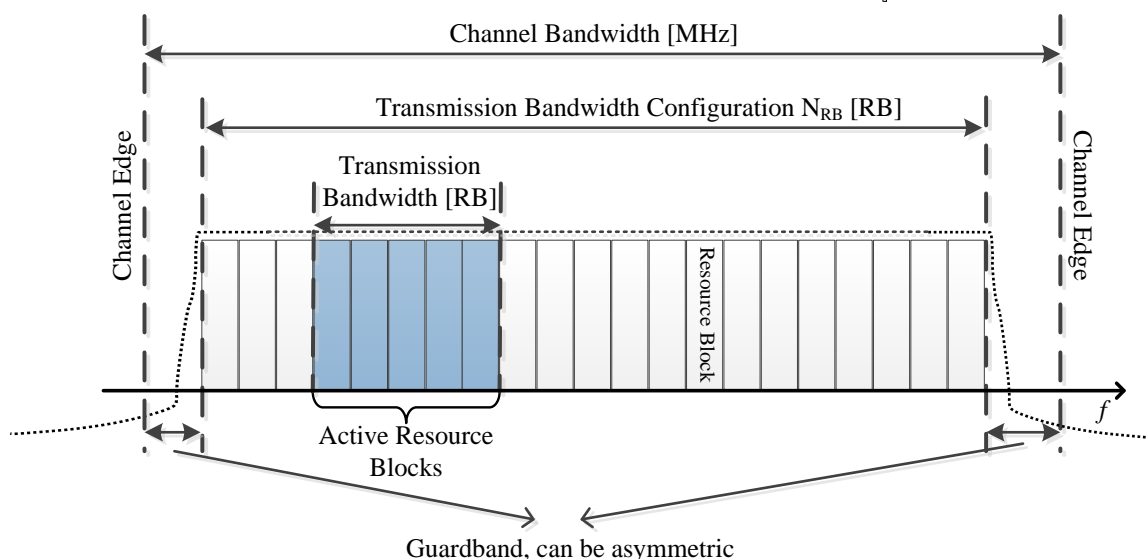 Channel Bandwidth [MHz]
Transmission Bandwidth Configuration N_RB [RB]
Transmission
Bandwidth [RB]
Channel Edge
Channel Edge
Resource Block
f
Active Resource
Blocks
Guardband, can be asymmetric